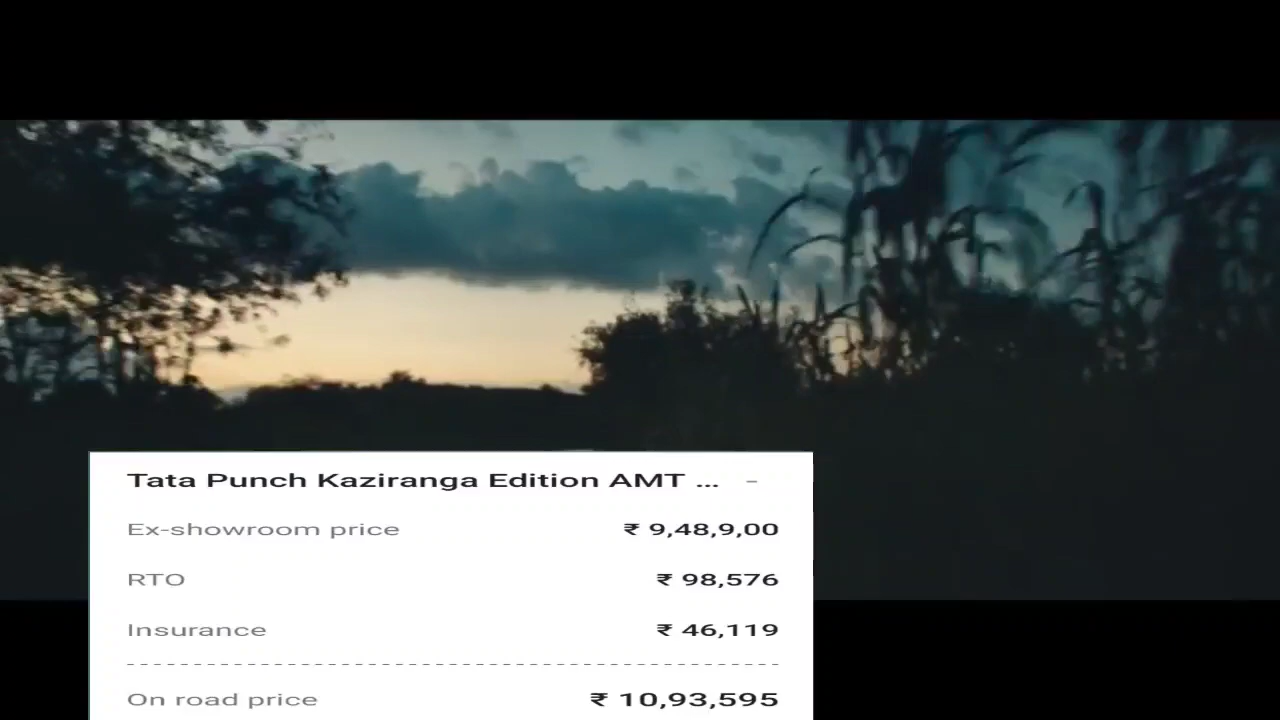 Tata Punch Kaziranga Edition AMT ... -
Ex-showroom price ₹ 9,48,9,00
RTO ₹ 98,576
Insurance ₹ 46,119
On road price ₹ 10,93,595